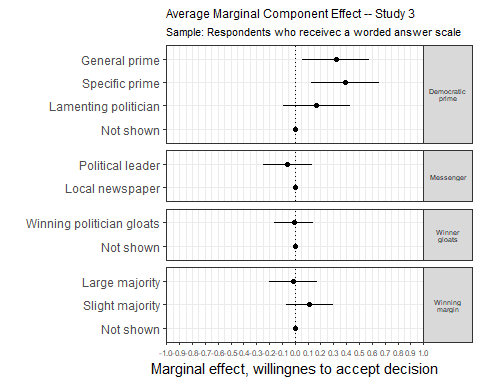 Average Marginal Component Effect -- Study 3
Sample: Respondents who received a worded answer scale
General prime
Specific prime
Lamenting politician
Not shown
Democratic
prime
Political leader
Local newspaper
Messenger
Winning politician gloats
Not shown
Winner
gloats
Large majority
Slight majority
Not shown
Winning
margin
-1.0-0.9-0.8-0.7-0.6-0.5-0.4-0.3-0.2-0.1 0.0 0.1 0.2 0.3 0.4 0.5 0.6 0.7 0.8 0.9 1.0
Marginal effect, willingnes to accept decision